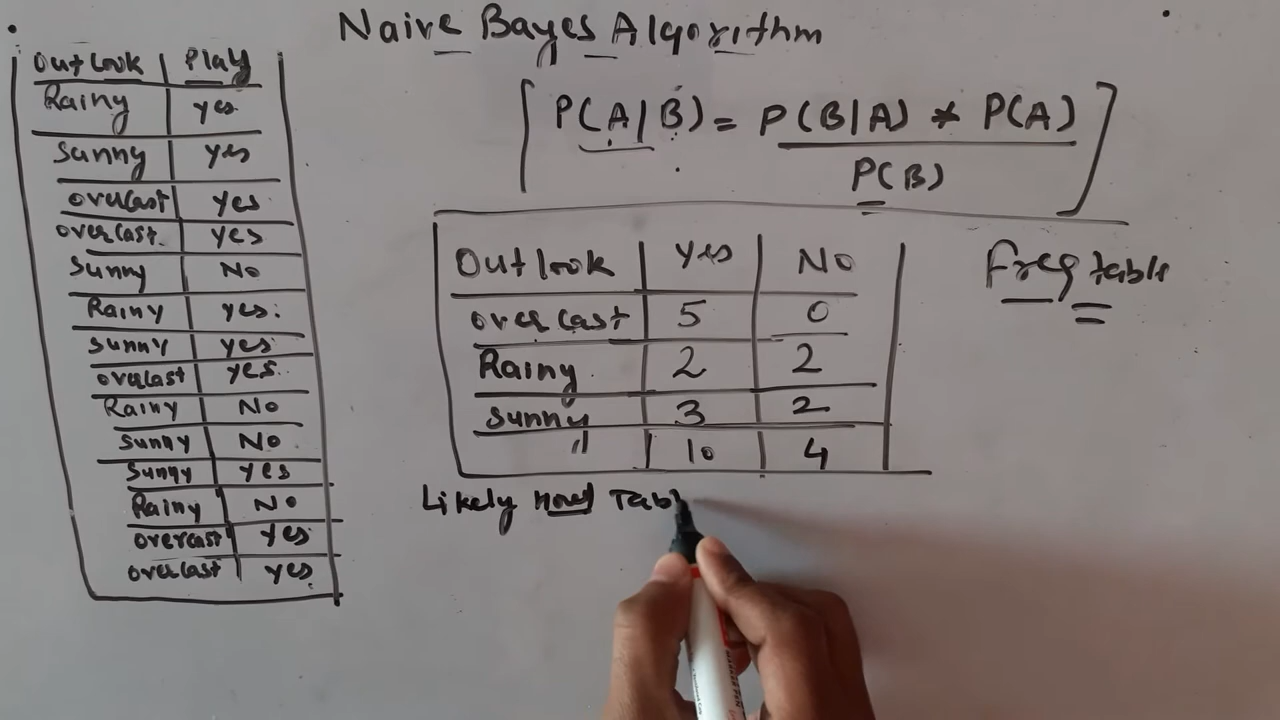 Naive Bayes Algorithm
P(A|B) = P(B|A) * P(A)
P(B)
Outlook Play
Rainy yes
Sunny yes
overcast yes
overcast yes
Sunny No
Rainy yes
Sunny yes
overcast yes
Rainy No
Sunny No
Sunny yes
Rainy No
overcast yes
overcast yes
Outlook yes No
overcast 5 0
Rainy 2 2
Sunny 3 2
10 4
Freq table
Likely Tabl